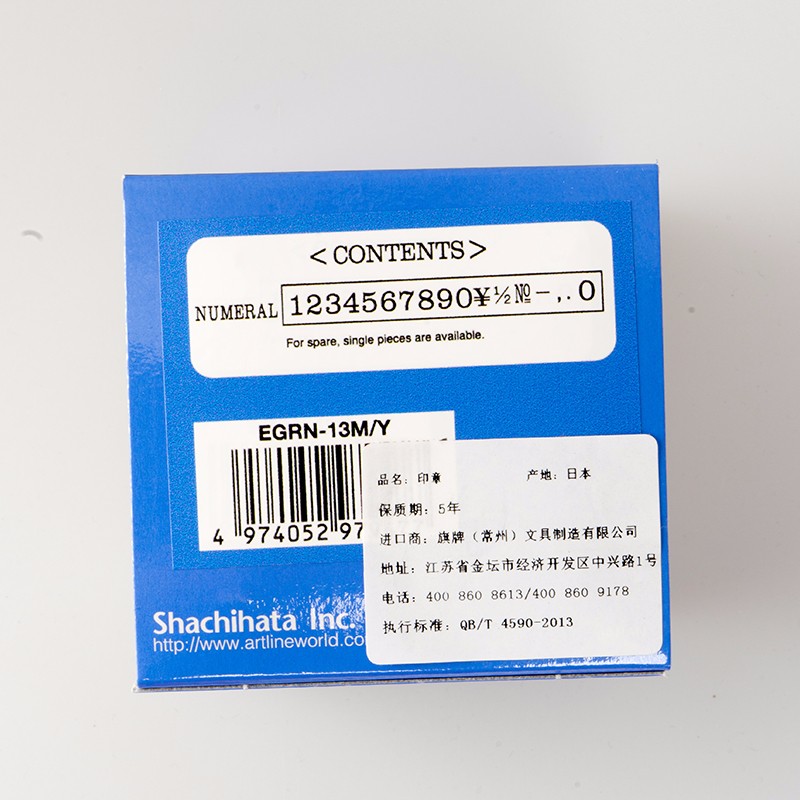 <CONTENTS>
NUMERAL 1234567890¥½№-,.0
For spare, single pieces are available.
EGRN-13M/Y
4 974052 97
品名：印章 产地：日本
保质期：5年
进口商：旗牌（常州）文具制造有限公司
地址：江苏省金坛市经济开发区中兴路1号
电话：400 860 8613/400 860 9178
执行标准：QB/T 4590-2013
Shachihata Inc.
http://www.artlineworld.co